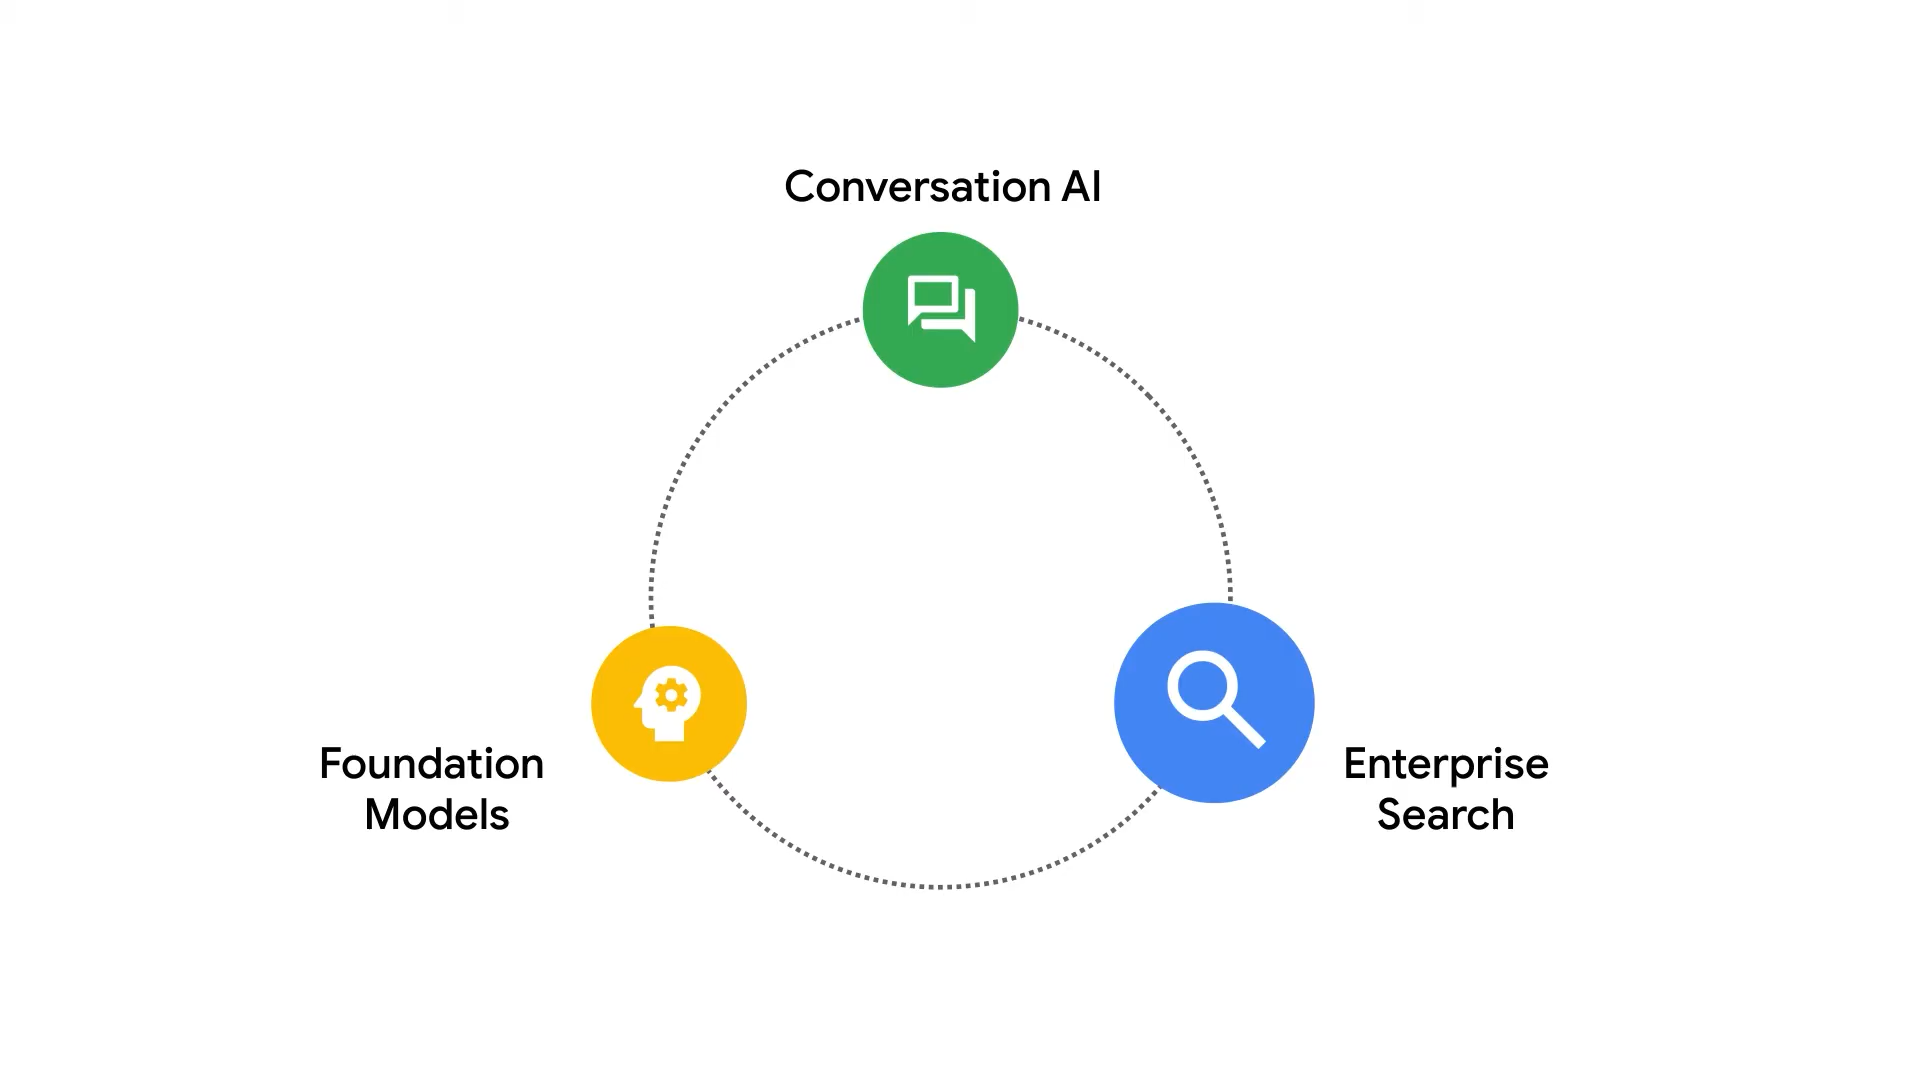 Conversation AI
Foundation
Models
Enterprise
Search